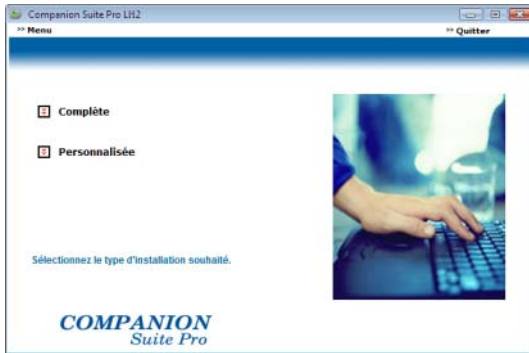 Companion Suite Pro LH2
>> Menu
>> Quitter
Complète
Personnalisée
Sélectionnez le type d'installation souhaité.
COMPANION
Suite Pro